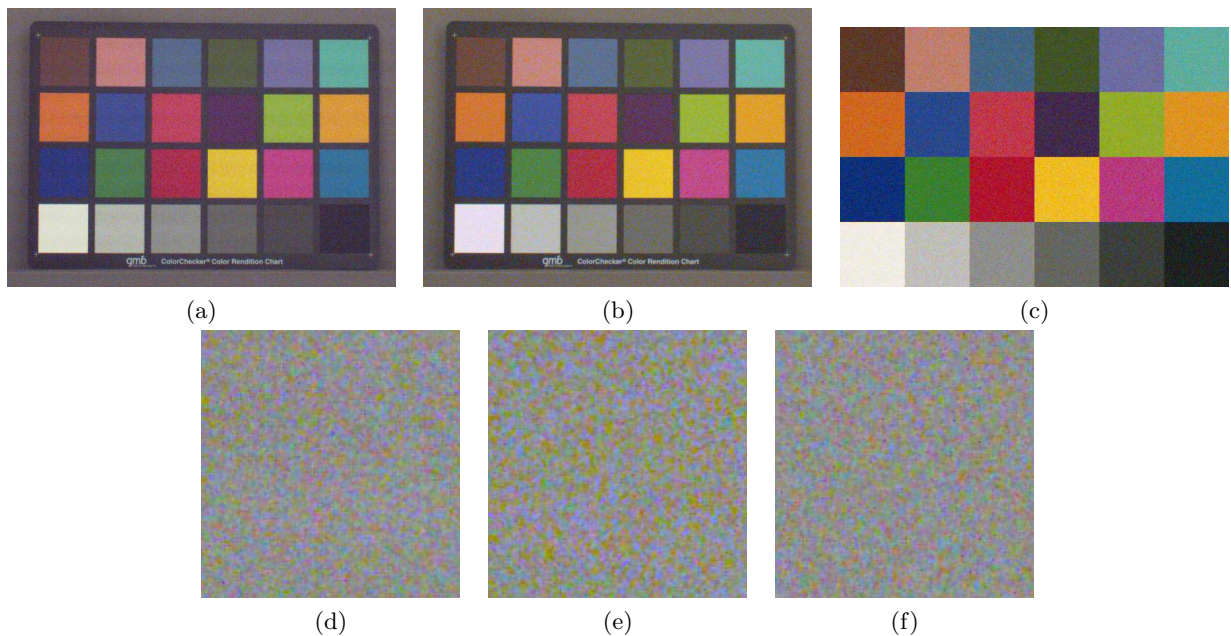 gmb ColorChecker® Color Rendition Chart
gmb ColorChecker® Color Rendition Chart
(a)
(b)
(c)
(d)
(e)
(f)